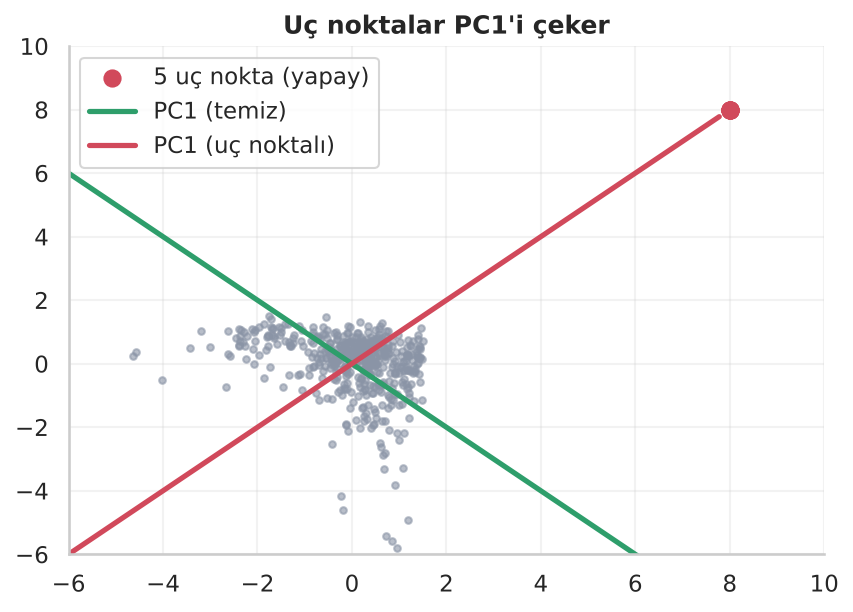 Uç noktalar PC1'i çeker
10
8
6
4
2
0
−2
−4
−6
5 uç nokta (yapay)
PC1 (temiz)
PC1 (uç noktalı)
−6 −4 −2 0 2 4 6 8 10